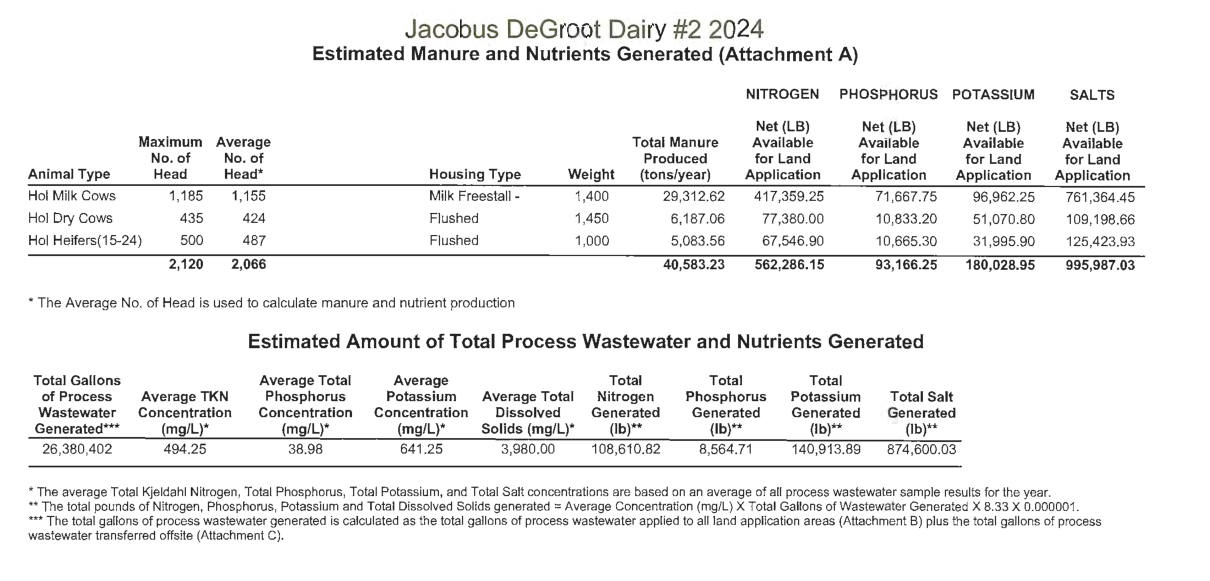 Jacobus DeGroot Dairy #2 2024
Estimated Manure and Nutrients Generated (Attachment A)
NITROGEN PHOSPHORUS POTASSIUM SALTS
Animal Type Maximum No. of Head Average No. of Head* Housing Type Weight Total Manure Produced (tons/year) Net (LB) Available for Land Application Net (LB) Available for Land Application Net (LB) Available for Land Application Net (LB) Available for Land Application
Hol Milk Cows 1,185 1,155 Milk Freestall - 1,400 29,312.62 417,359.25 71,667.75 96,962.25 761,364.45
Hol Dry Cows 435 424 Flushed 1,450 6,187.06 77,380.00 10,833.20 51,070.80 109,198.66
Hol Heifers(15-24) 500 487 Flushed 1,000 5,083.56 67,546.90 10,665.30 31,995.90 125,423.93
2,120 2,066 40,583.23 562,286.15 93,166.25 180,028.95 995,987.03
* The Average No. of Head is used to calculate manure and nutrient production
Estimated Amount of Total Process Wastewater and Nutrients Generated
Total Gallons of Process Wastewater Generated*** Average TKN Concentration (mg/L)* Average Total Phosphorus Concentration (mg/L)* Average Potassium Concentration (mg/L)* Average Total Dissolved Solids (mg/L)* Total Nitrogen Generated (lb)** Total Phosphorus Generated (lb)** Total Potassium Generated (lb)** Total Salt Generated (lb)**
26,380,402 494.25 38.98 641.25 3,980.00 108,610.82 8,564.71 140,913.89 874,600.03
* The average Total Kjeldahl Nitrogen, Total Phosphorus, Total Potassium, and Total Salt concentrations are based on an average of all process wastewater sample results for the year.
** The total pounds of Nitrogen, Phosphorus, Potassium and Total Dissolved Solids generated = Average Concentration (mg/L) X Total Gallons of Wastewater Generated X 8.33 X 0.000001.
*** The total gallons of process wastewater generated is calculated as the total gallons of process wastewater applied to all land application areas (Attachment B) plus the total gallons of process
wastewater transferred offsite (Attachment C).